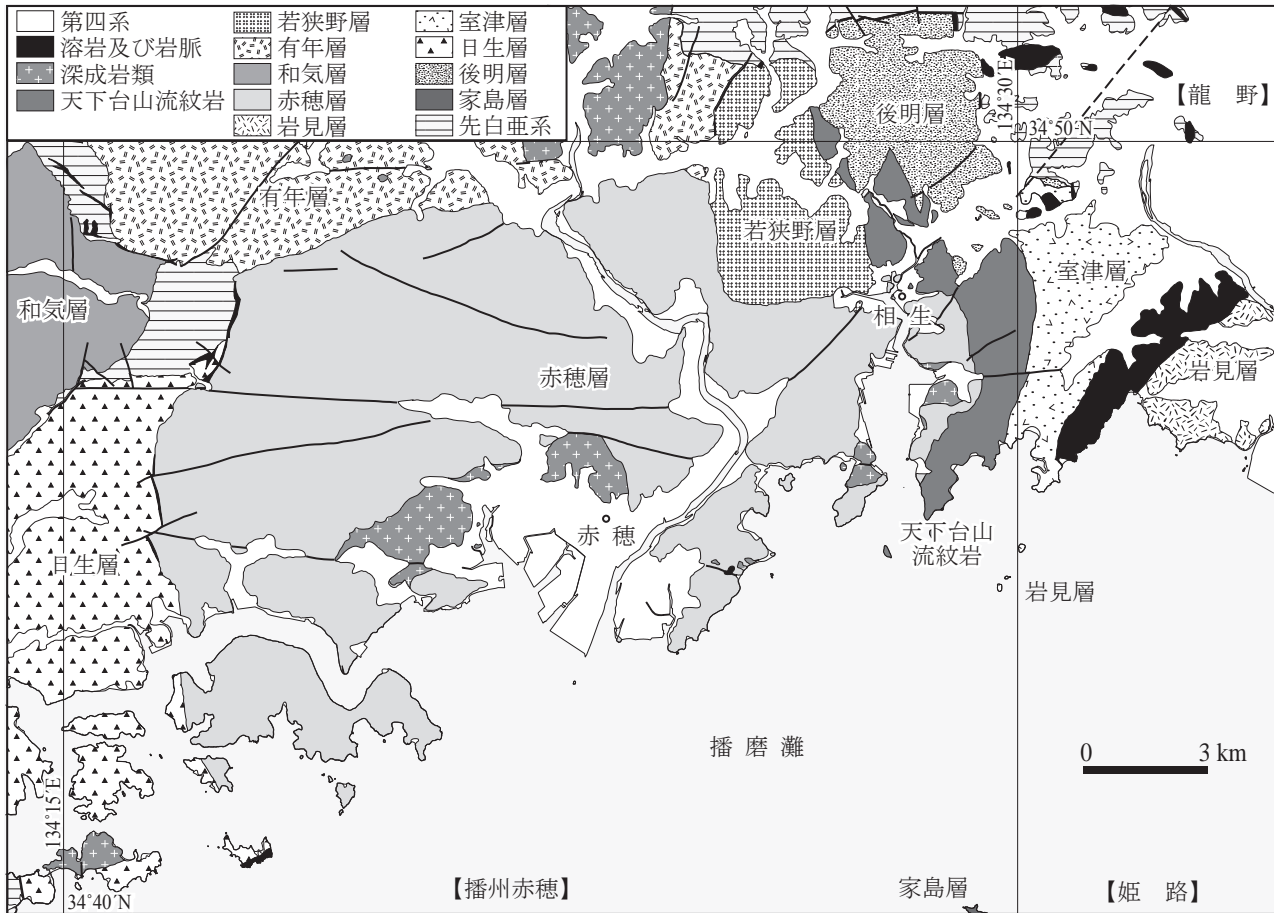 第四系
溶岩及び岩脈
深成岩類
天下台山流紋岩
若狭野層
有年層
和気層
赤穂層
岩見層
室津層
日生層
後明層
家島層
先白亜系
【龍 野】
134°30´E
34°50´N
後明層
有年層
若狭野層
室津層
和気層
相 生
岩見層
赤穂層
赤穂
天下台山
流紋岩
日生層
岩見層
播 磨 灘
0 3 km
134°15´E
34°40´N
【播州赤穂】
家島層
【姫 路】